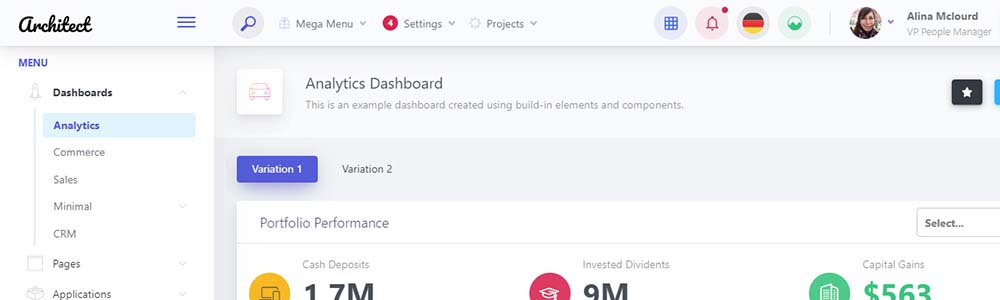 Architect
Mega Menu
4 Settings
Projects
Alina Mclourd
VP People Manager
MENU
Dashboards
Analytics
Commerce
Sales
Minimal
CRM
Pages
Applications
Analytics Dashboard
This is an example dashboard created using build-in elements and components.
Variation 1
Variation 2
Portfolio Performance
Select...
Cash Deposits
1.7M
Invested Dividents
9M
Capital Gains
$563